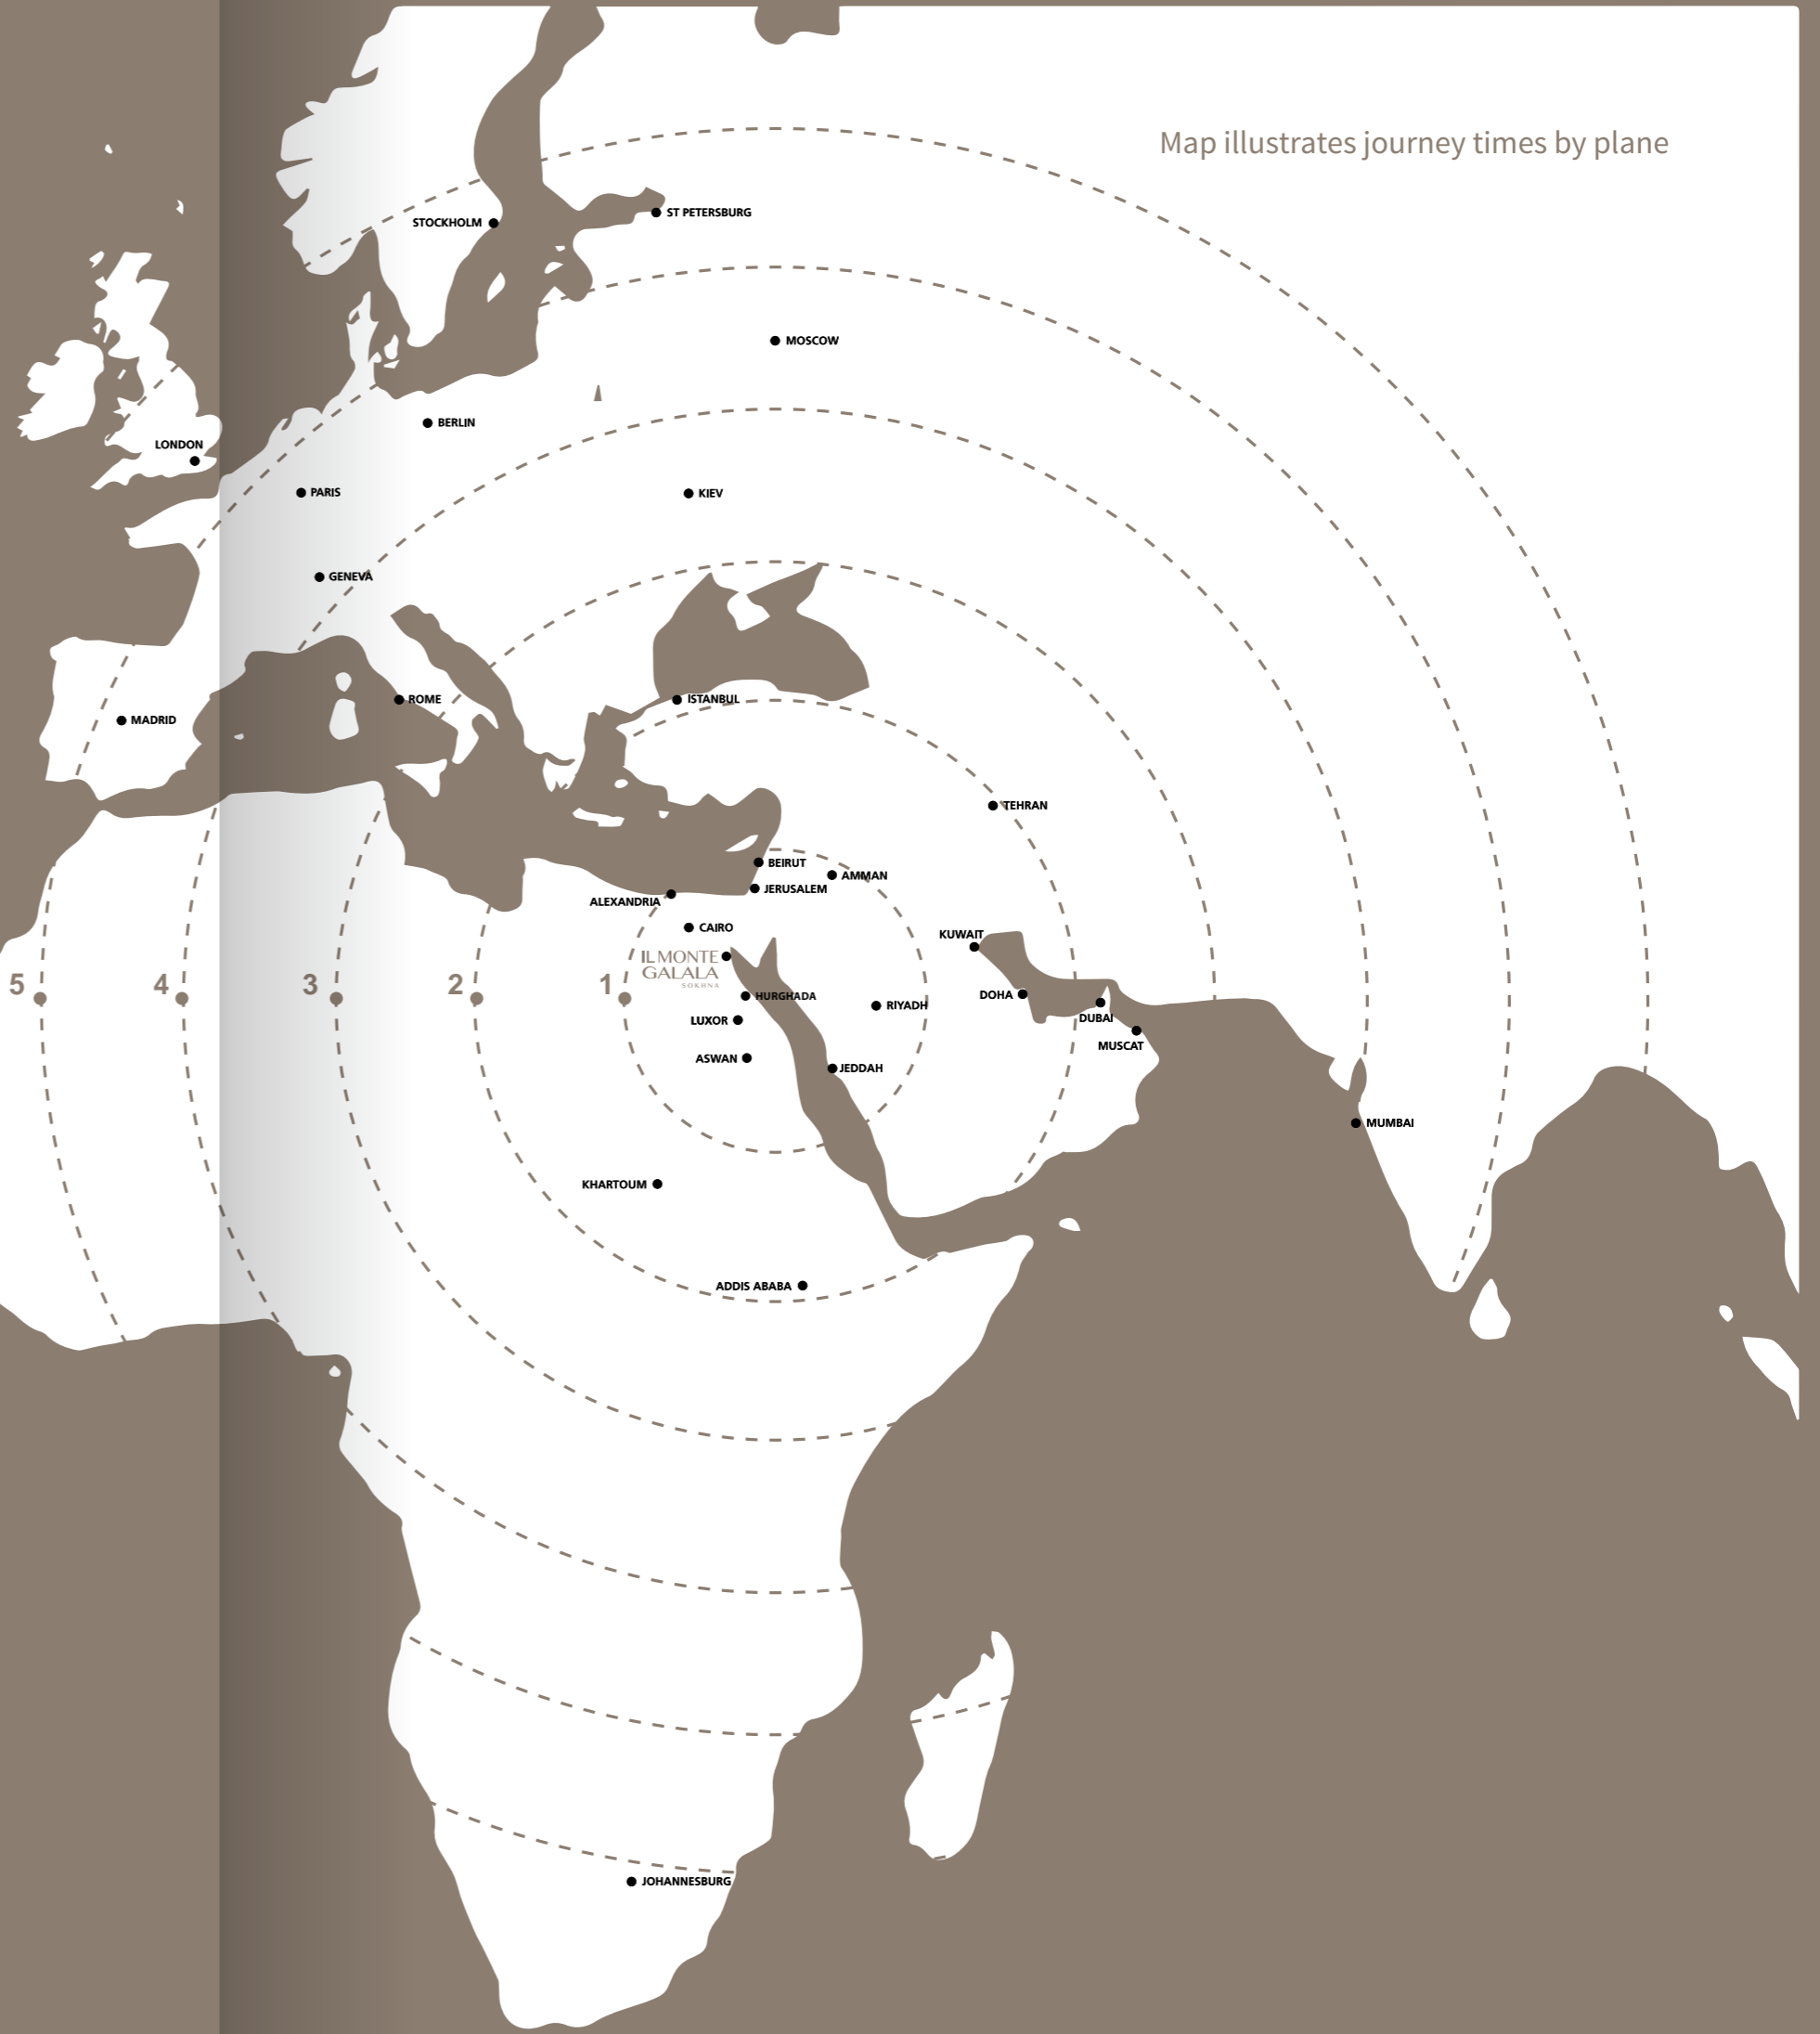 Map illustrates journey times by plane
ST PETERSBURG
STOCKHOLM
MOSCOW
BERLIN
LONDON
PARIS
KIEV
GENEVA
ROME
ISTANBUL
MADRID
TEHRAN
BEIRUT
AMMAN
JERUSALEM
ALEXANDRIA
CAIRO
KUWAIT
IL MONTE
GALALA
SOKHNA
5
4
3
2
1
HURGHADA
DOHA
RIYADH
DUBAI
LUXOR
MUSCAT
ASWAN
JEDDAH
MUMBAI
KHARTOUM
ADDIS ABABA
JOHANNESBURG